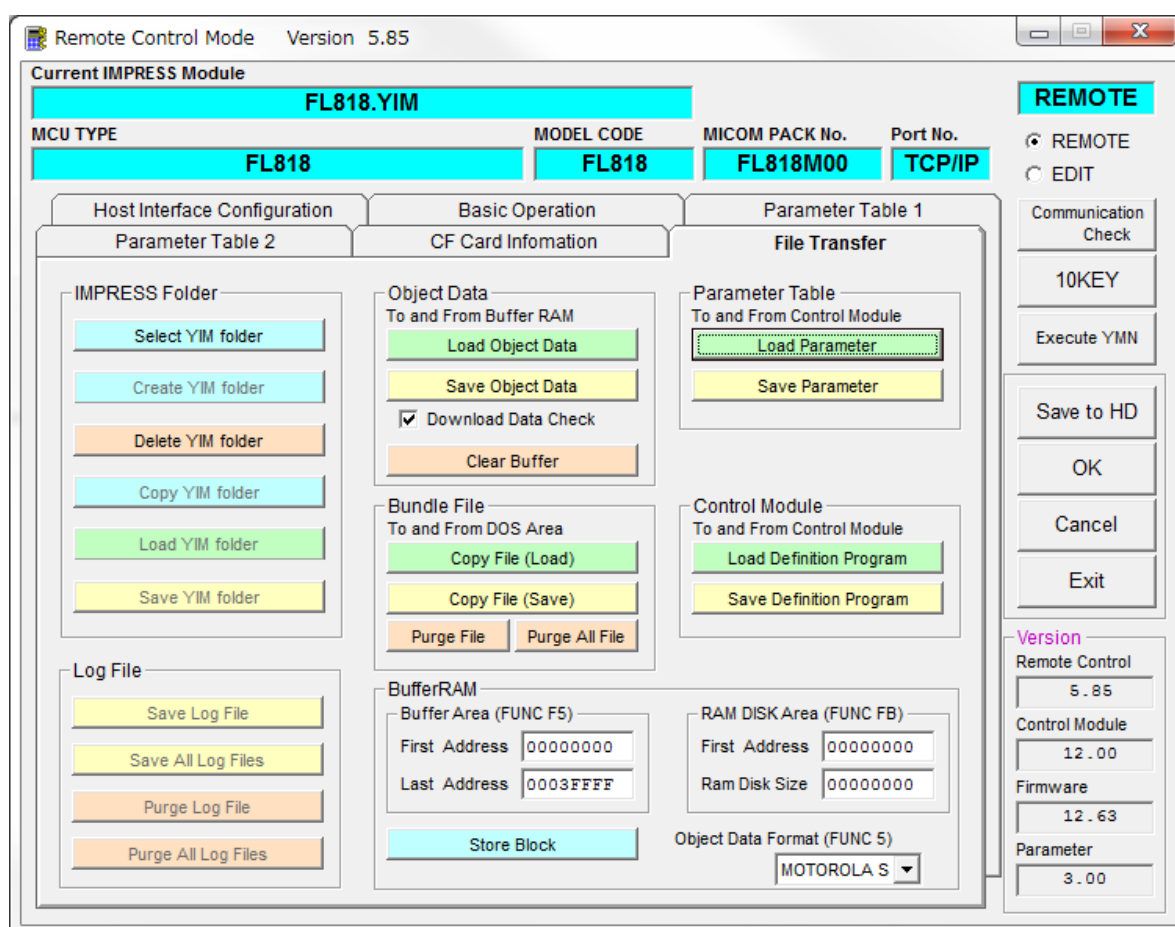 Remote Control Mode Version 5.85
Current IMPRESS Module
FL818.YIM
REMOTE
MCU TYPE MODEL CODE MICOM PACK No. Port No.
FL818 FL818 FL818M00 TCP/IP
REMOTE
EDIT
Host Interface Configuration Basic Operation Parameter Table 1
Parameter Table 2 CF Card Infomation File Transfer
IMPRESS Folder
Select YIM folder
Create YIM folder
Delete YIM folder
Copy YIM folder
Load YIM folder
Save YIM folder
Log File
Save Log File
Save All Log Files
Purge Log File
Purge All Log Files
Object Data
To and From Buffer RAM
Load Object Data
Save Object Data
Download Data Check
Clear Buffer
Bundle File
To and From DOS Area
Copy File (Load)
Copy File (Save)
Purge File Purge All File
Parameter Table
To and From Control Module
Load Parameter
Save Parameter
Control Module
To and From Control Module
Load Definition Program
Save Definition Program
BufferRAM
Buffer Area (FUNC F5)
First Address 00000000
Last Address 0003FFFF
RAM DISK Area (FUNC FB)
First Address 00000000
Ram Disk Size 00000000
Store Block
Object Data Format (FUNC 5)
MOTOROLA S
Communication
Check
10KEY
Execute YMN
Save to HD
OK
Cancel
Exit
Version
Remote Control
5.85
Control Module
12.00
Firmware
12.63
Parameter
3.00